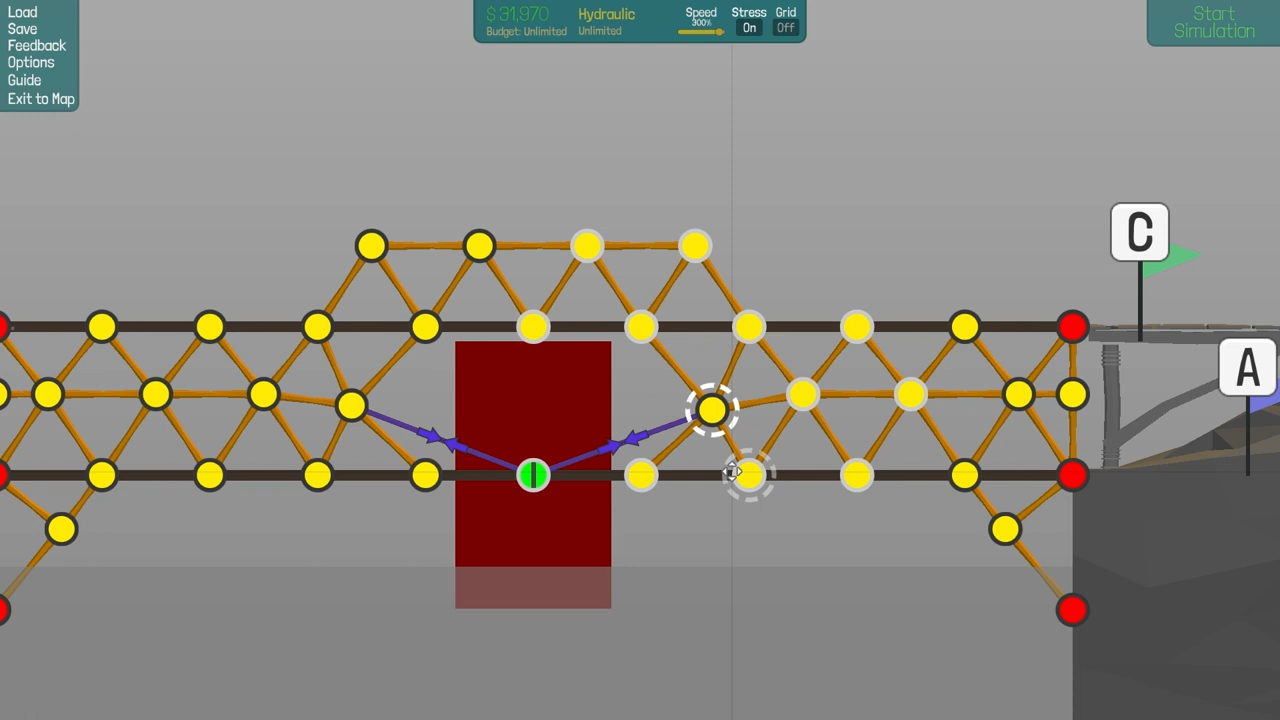 Load
Save
Feedback
Options
Guide
Exit to Map
$ 31,970
Budget: Unlimited
Hydraulic
Unlimited
Speed
300%
Stress
On
Grid
Off
Start
Simulation
C
A